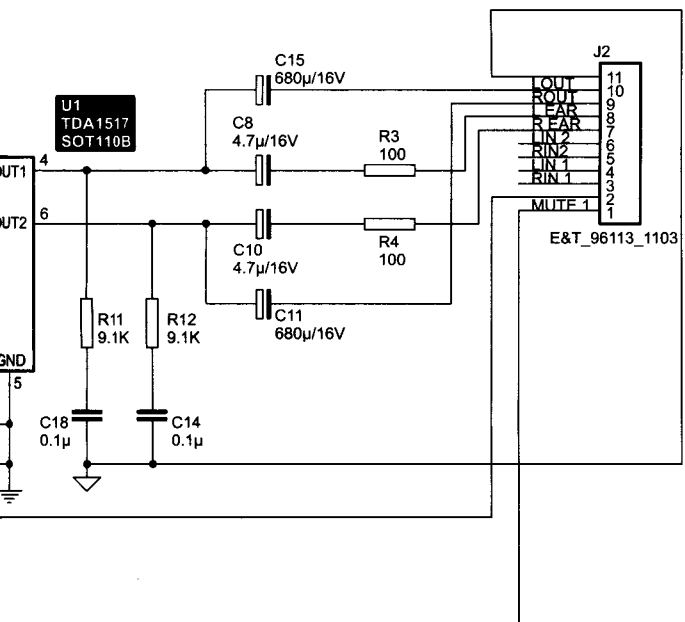 C15
680µ/16V
J2
U1
TDA1517
SOT110B
C8
4.7µ/16V
R3
100
LOUT
ROUT
EAR
R EAR
LIN 2
RIN2
LIN 1
RIN 1
MUTE 1
11
10
9
8
7
6
5
4
3
2
1
E&T_96113_1103
OUT1
4
OUT2
6
C10
4.7µ/16V
R4
100
C11
680µ/16V
R11
9.1K
R12
9.1K
GND
5
C18
0.1µ
C14
0.1µ